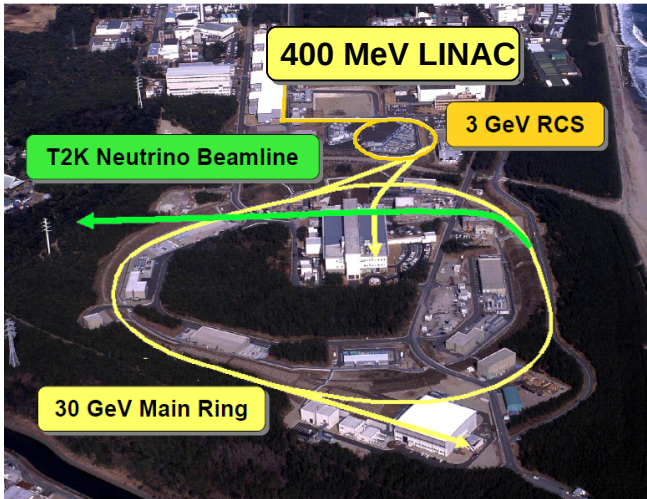 400 MeV LINAC
3 GeV RCS
T2K Neutrino Beamline
30 GeV Main Ring